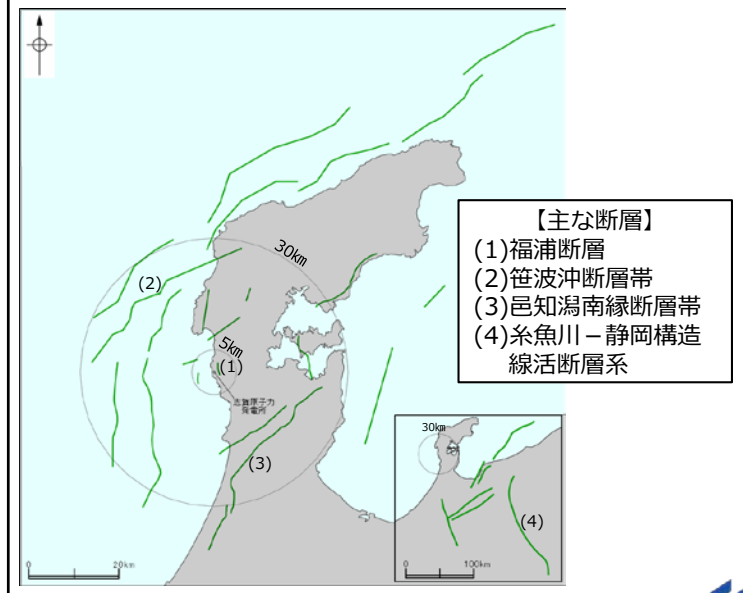 30km
(2)
5km
(1)
志賀原子力
発電所
(3)
0
20km
【主な断層】
(1)福浦断層
(2)笹波沖断層帯
(3)邑知潟南縁断層帯
(4)糸魚川－静岡構造
線活断層系
30km
(4)
0
100km